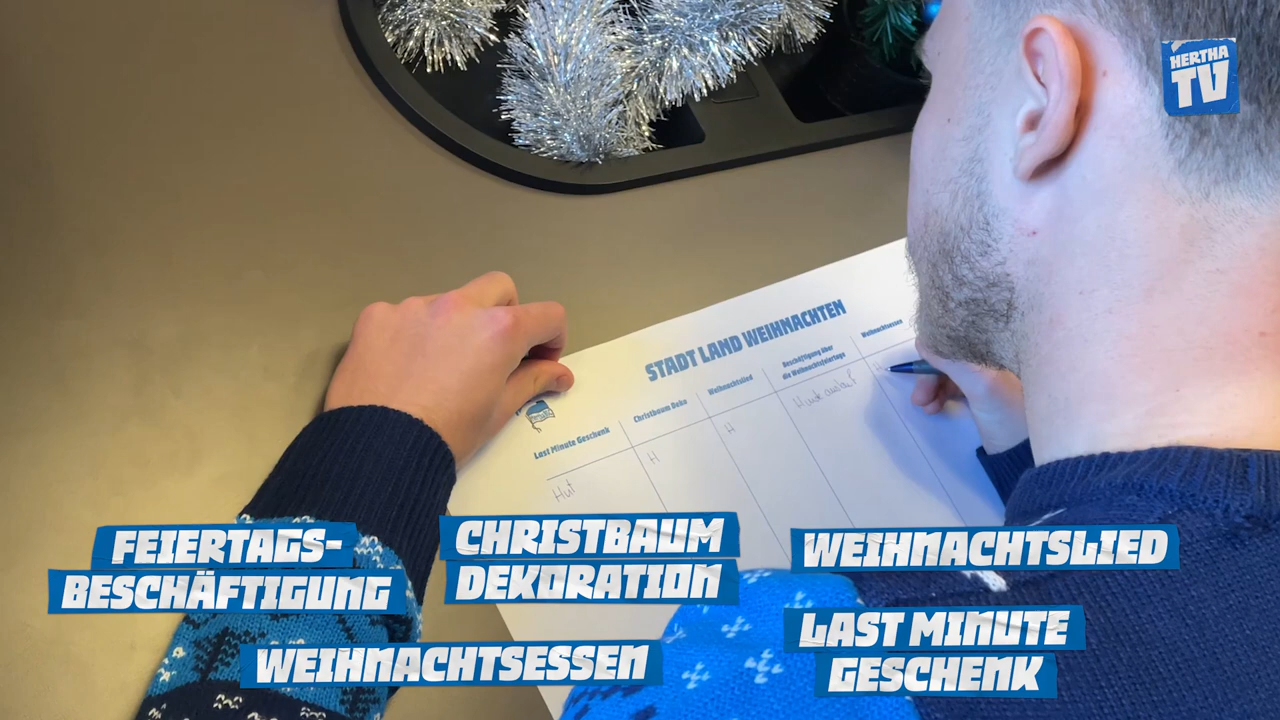 HERTHA
TV
STADT LAND WEIHNACHTEN
Last Minute Geschenk
Christbaum Deko
Weihnachtslied
Beschäftigung über
die Weihnachtsfeiertage
Weihnachtsessen
Hut
H
H
H
FEIERTAGS-
BESCHÄFTIGUNG
CHRISTBAUM
DEKORATION
WEIHNACHTSLIED
WEIHNACHTSESSEN
LAST MINUTE
GESCHENK